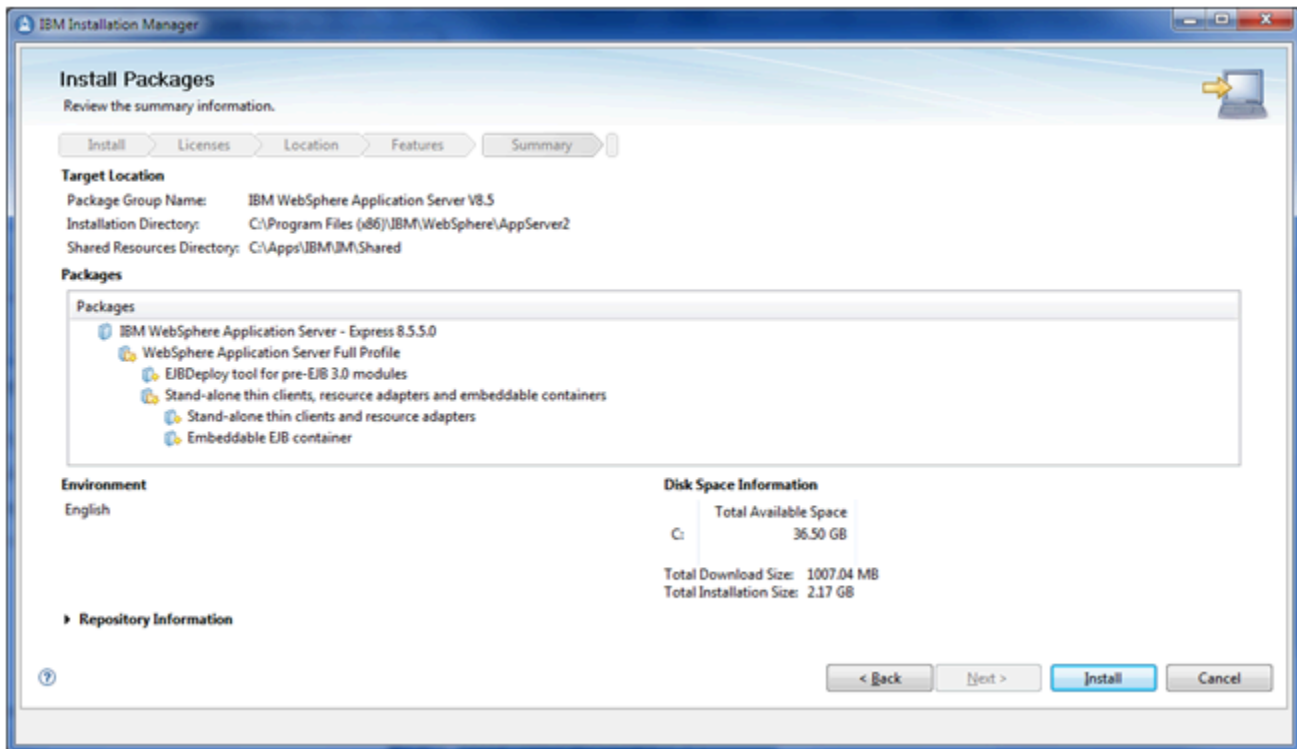 IBM Installation Manager
Install Packages
Review the summary information.
Install Licenses Location Features Summary
Target Location
Package Group Name: IBM WebSphere Application Server V8.5
Installation Directory: C:\Program Files (x86)\IBM\WebSphere\AppServer2
Shared Resources Directory: C:\Apps\IBM\IM\Shared
Packages
Packages
IBM WebSphere Application Server - Express 8.5.5.0
WebSphere Application Server Full Profile
EJBDeploy tool for pre-EJB 3.0 modules
Stand-alone thin clients, resource adapters and embeddable containers
Stand-alone thin clients and resource adapters
Embeddable EJB container
Environment
English
Disk Space Information
Total Available Space
C: 36.50 GB
Total Download Size: 1007.04 MB
Total Installation Size: 2.17 GB
Repository Information
? < Back Next > Install Cancel